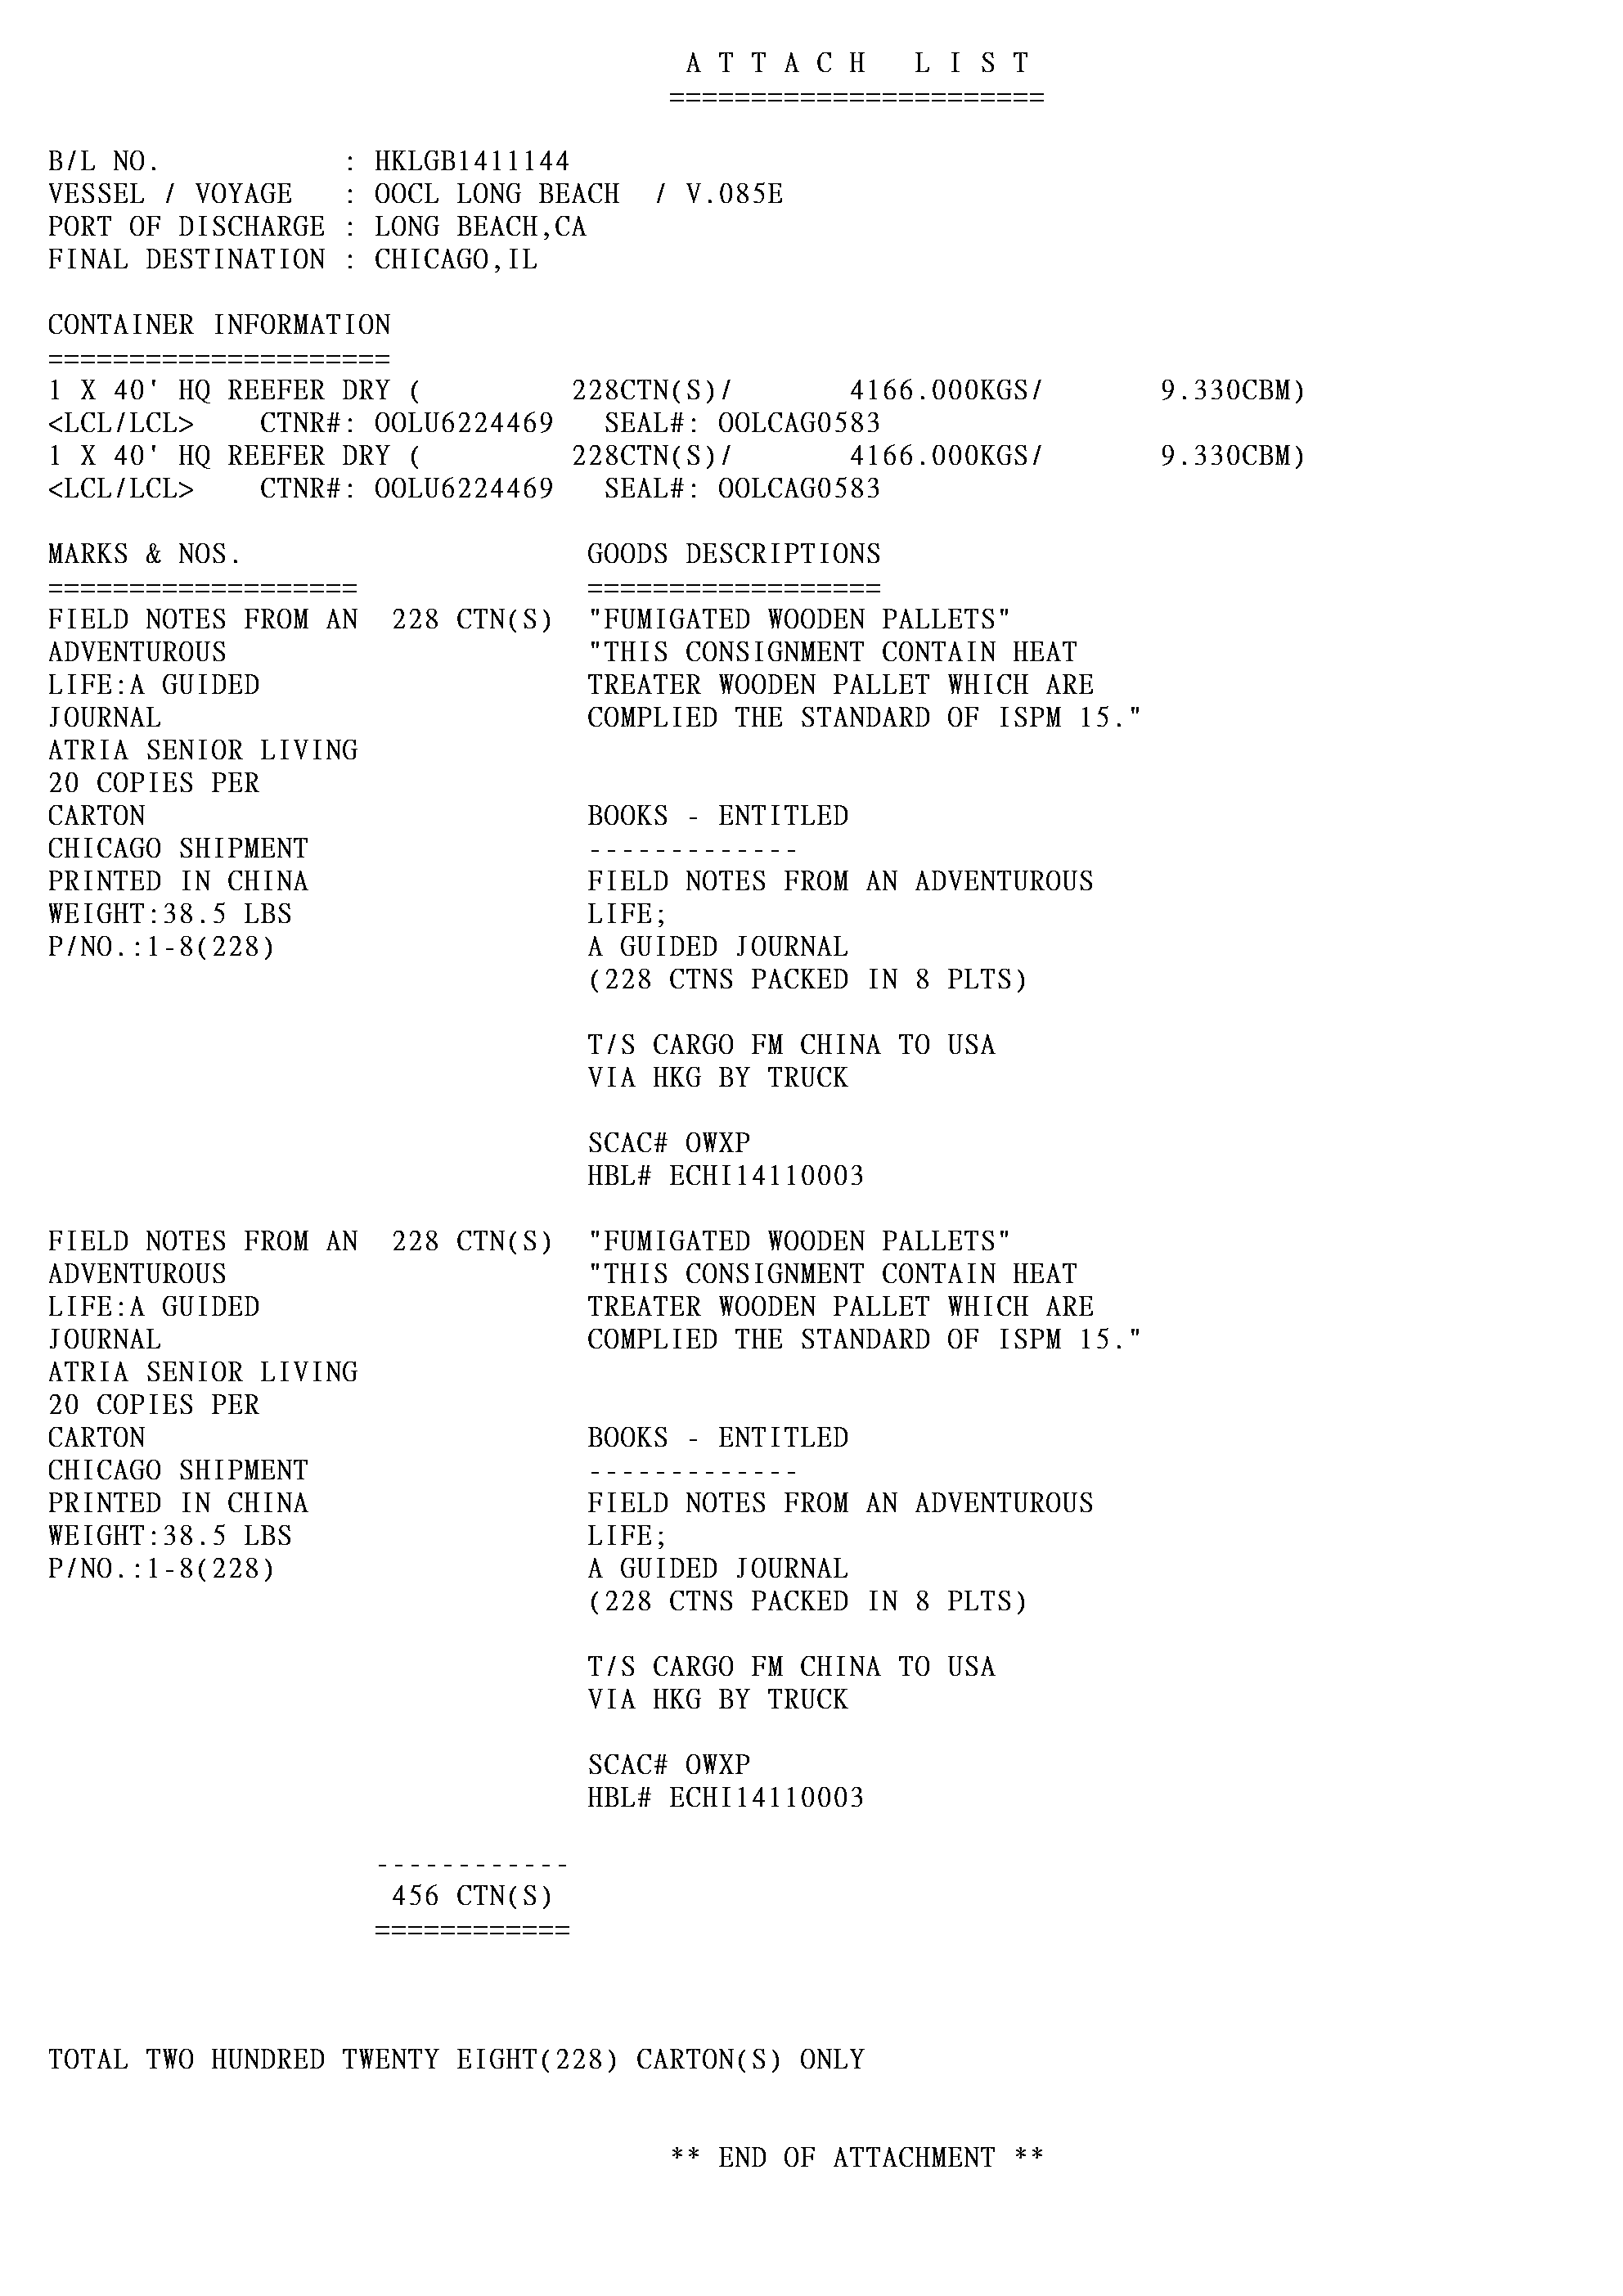 A T T A C H   L I S T
=======================
B/L NO.           : HKLGB1411144
VESSEL / VOYAGE   : OOCL LONG BEACH  / V.085E
PORT OF DISCHARGE : LONG BEACH,CA
FINAL DESTINATION : CHICAGO,IL
CONTAINER INFORMATION
=====================
1 X 40' HQ REEFER DRY (         228CTN(S)/       4166.000KGS/       9.330CBM)
<LCL/LCL>    CTNR#: OOLU6224469   SEAL#: OOLCAG0583
1 X 40' HQ REEFER DRY (         228CTN(S)/       4166.000KGS/       9.330CBM)
<LCL/LCL>    CTNR#: OOLU6224469   SEAL#: OOLCAG0583
MARKS & NOS.                     GOODS DESCRIPTIONS
===================              ==================
FIELD NOTES FROM AN  228 CTN(S)  "FUMIGATED WOODEN PALLETS"
ADVENTUROUS                      "THIS CONSIGNMENT CONTAIN HEAT
LIFE:A GUIDED                    TREATER WOODEN PALLET WHICH ARE
JOURNAL                          COMPLIED THE STANDARD OF ISPM 15."
ATRIA SENIOR LIVING
20 COPIES PER
CARTON                           BOOKS - ENTITLED
CHICAGO SHIPMENT                 -------------
PRINTED IN CHINA                 FIELD NOTES FROM AN ADVENTUROUS
WEIGHT:38.5 LBS                  LIFE;
P/NO.:1-8(228)                   A GUIDED JOURNAL
(228 CTNS PACKED IN 8 PLTS)
T/S CARGO FM CHINA TO USA
VIA HKG BY TRUCK
SCAC# OWXP
HBL# ECHI14110003
FIELD NOTES FROM AN  228 CTN(S)  "FUMIGATED WOODEN PALLETS"
ADVENTUROUS                      "THIS CONSIGNMENT CONTAIN HEAT
LIFE:A GUIDED                    TREATER WOODEN PALLET WHICH ARE
JOURNAL                          COMPLIED THE STANDARD OF ISPM 15."
ATRIA SENIOR LIVING
20 COPIES PER
CARTON                           BOOKS - ENTITLED
CHICAGO SHIPMENT                 -------------
PRINTED IN CHINA                 FIELD NOTES FROM AN ADVENTUROUS
WEIGHT:38.5 LBS                  LIFE;
P/NO.:1-8(228)                   A GUIDED JOURNAL
(228 CTNS PACKED IN 8 PLTS)
T/S CARGO FM CHINA TO USA
VIA HKG BY TRUCK
SCAC# OWXP
HBL# ECHI14110003
------------
456 CTN(S)
============
TOTAL TWO HUNDRED TWENTY EIGHT(228) CARTON(S) ONLY
** END OF ATTACHMENT **